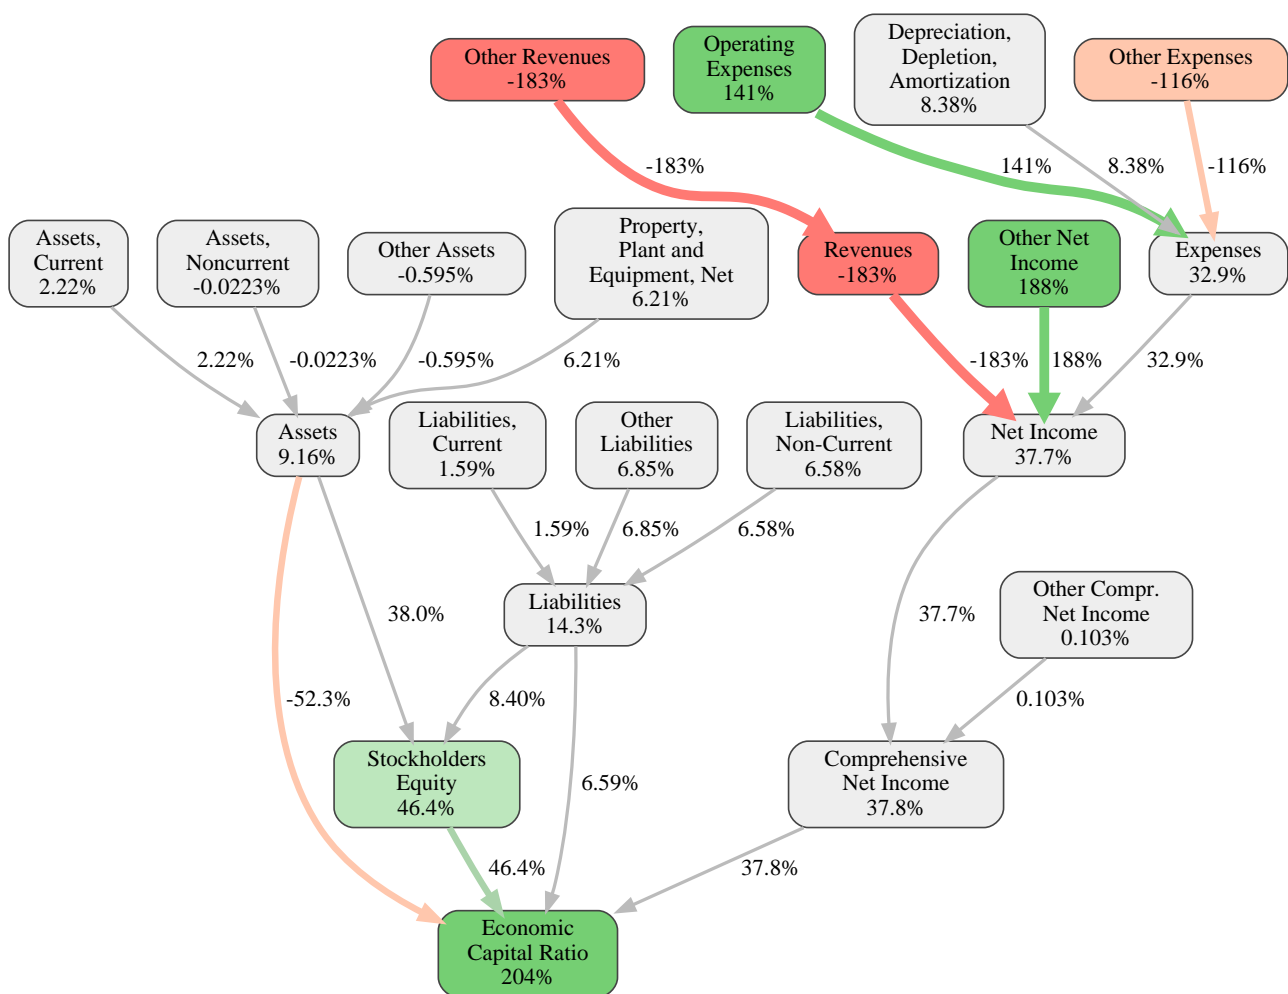 Other Revenues
-183%
Operating
Expenses
141%
Depreciation,
Depletion,
Amortization
8.38%
Other Expenses
-116%
-183%
141%
8.38%
-116%
Assets,
Current
2.22%
Assets,
Noncurrent
-0.0223%
Other Assets
-0.595%
Property,
Plant and
Equipment, Net
6.21%
Revenues
-183%
Other Net
Income
188%
Expenses
32.9%
2.22%
-0.0223%
-0.595%
6.21%
-183%
188%
32.9%
Assets
9.16%
Liabilities,
Current
1.59%
Other
Liabilities
6.85%
Liabilities,
Non-Current
6.58%
Net Income
37.7%
1.59%
6.85%
6.58%
38.0%
Liabilities
14.3%
37.7%
Other Compr.
Net Income
0.103%
-52.3%
8.40%
6.59%
0.103%
Stockholders
Equity
46.4%
Comprehensive
Net Income
37.8%
46.4%
37.8%
Economic
Capital Ratio
204%